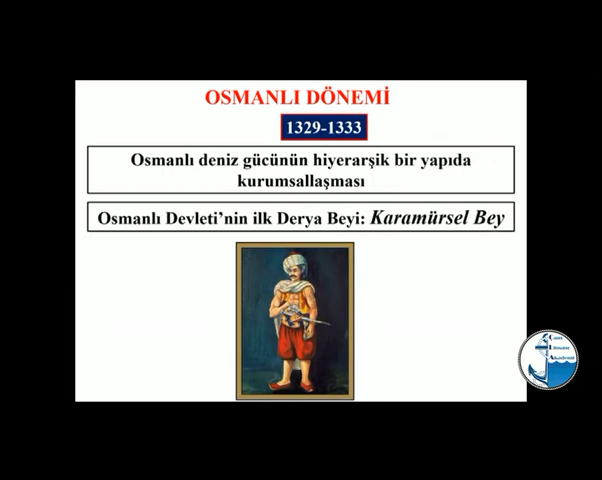 OSMANLI DÖNEMİ
1329-1333
Osmanlı deniz gücünün hiyerarşik bir yapıda
kurumsallaşması
Osmanlı Devleti’nin ilk Derya Beyi: Karamürsel Bey